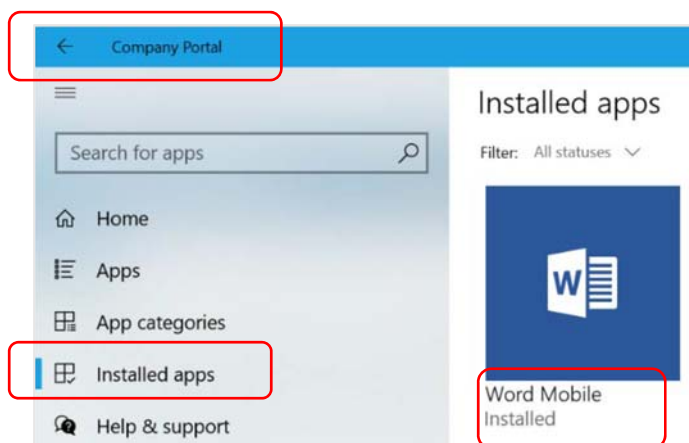 Company Portal
Search for apps
Home
Apps
App categories
Installed apps
Help & support
Installed apps
Filter: All statuses
W
Word Mobile
Installed